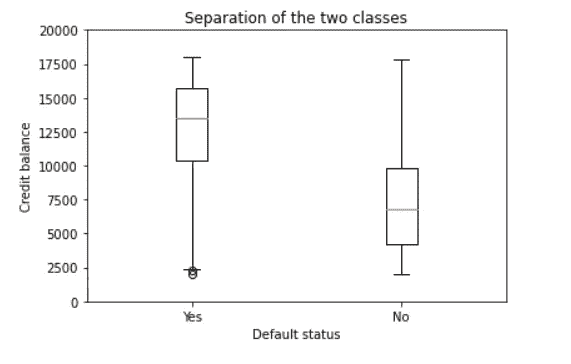 Separation of the two classes
20000
17500
15000
12500
10000
7500
5000
2500
0
Credit balance
Yes
No
Default status